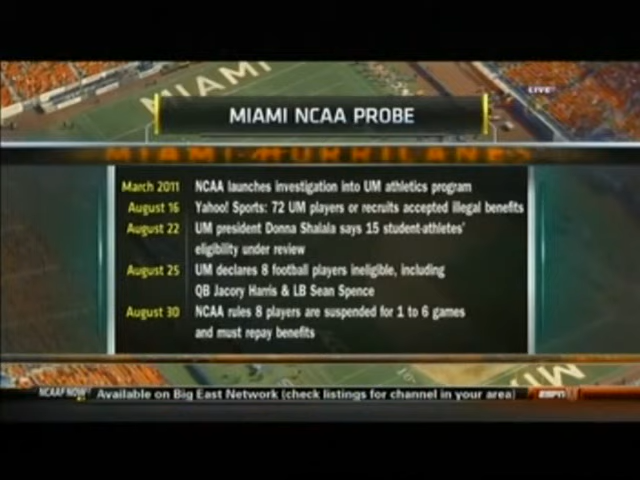 MIAMI
LIVE
MIAMI NCAA PROBE
MIAMI HURRICANES
March 2011 NCAA launches investigation into UM athletics program
August 16 Yahoo! Sports: 72 UM players or recruits accepted illegal benefits
August 22 UM president Donna Shalala says 15 student-athletes'
eligibility under review
August 25 UM declares 8 football players ineligible, including
QB Jacory Harris & LB Sean Spence
August 30 NCAA rules 8 players are suspended for 1 to 6 games
and must repay benefits
NCAAF NOW Available on Big East Network (check listings for channel in your area) ESPN